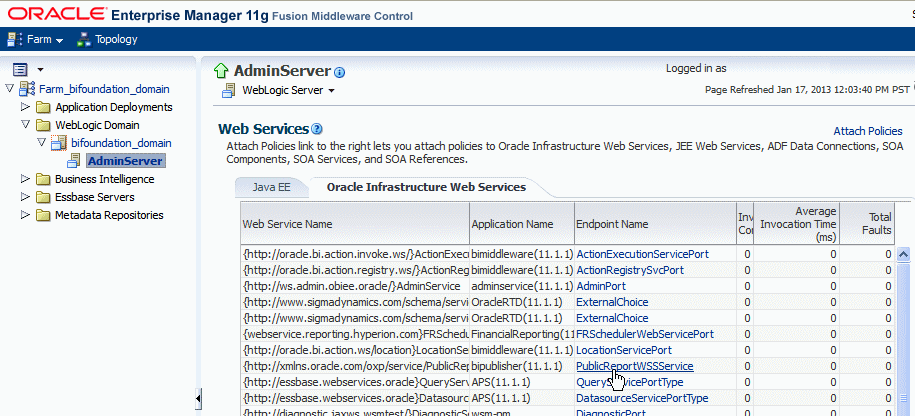 ORACLE Enterprise Manager 11g Fusion Middleware Control
Farm Topology
AdminServer
Logged in as
WebLogic Server
Page Refreshed Jan 17, 2013 12:03:40 PM PST
Farm_bifoundation_domain
Application Deployments
WebLogic Domain
bifoundation_domain
AdminServer
Business Intelligence
Essbase Servers
Metadata Repositories
Web Services
Attach Policies
Attach Policies link to the right lets you attach policies to Oracle Infrastructure Web Services, JEE Web Services, ADF Data Connections, SOA
Components, SOA Services, and SOA References.
Java EE Oracle Infrastructure Web Services
Web Service Name Application Name Endpoint Name Inv Cor Average Invocation Time (ms) Total Faults
{http://oracle.bi.action.invoke.ws/}ActionExec bimiddleware(11.1.1) ActionExecutionServicePort 0 0 0
{http://oracle.bi.action.registry.ws/}ActionReg bimiddleware(11.1.1) ActionRegistrySvcPort 0 0 0
{http://ws.admin.obiee.oracle/}AdminService adminservice(11.1.1) AdminPort 0 0 0
{http://www.sigmadynamics.com/schema/servi OracleRTD(11.1.1) ExternalChoice 0 0 0
{http://www.sigmadynamics.com/schema/servi OracleRTD(11.1.1) ExternalChoice 0 0 0
{webservice.reporting.hyperion.com}FRSchedul FinancialReporting(11 FRSchedulerWebServicePort 0 0 0
{http://oracle.bi.action.ws/location}LocationSe bimiddleware(11.1.1) LocationServicePort 0 0 0
{http://xmlns.oracle.com/oxp/service/PublicRep bipublisher(11.1.1) PublicReportWSSService 0 0 0
{http://essbase.webservices.oracle}QueryServ APS(11.1.1) 0 0 0
{http://essbase.webservices.oracle}Datasourc APS(11.1.1) DatasourceServicePortType 0 0 0
{http://diagnostic.jaxws.wsmtest/}DiagnosticS wsm-pm DiagnosticPort 0 0 0